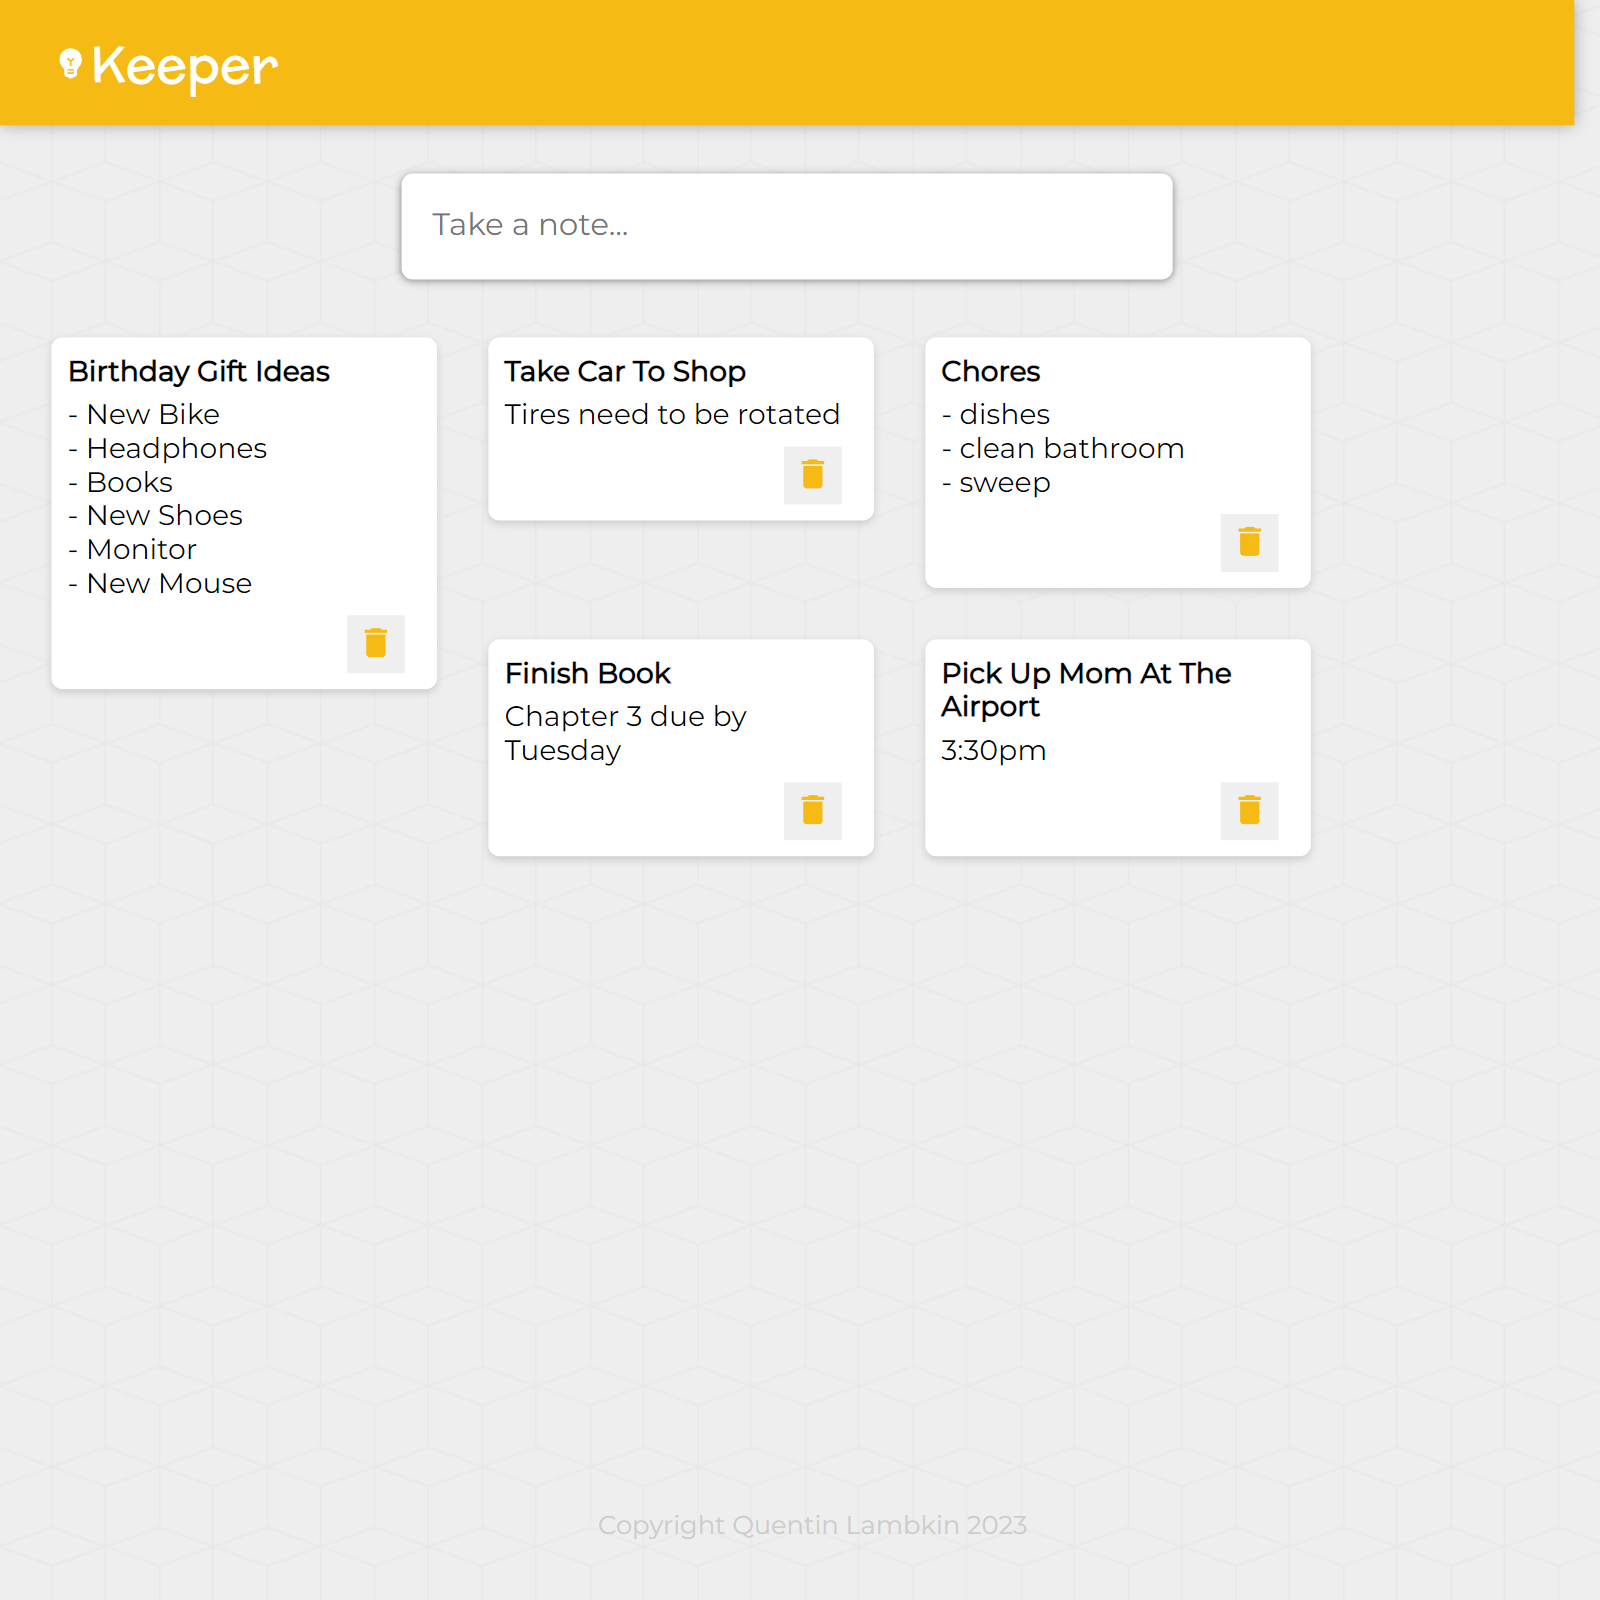 Keeper
Take a note...
Birthday Gift Ideas
- New Bike
- Headphones
- Books
- New Shoes
- Monitor
- New Mouse
Take Car To Shop
Tires need to be rotated
Chores
- dishes
- clean bathroom
- sweep
Finish Book
Chapter 3 due by
Tuesday
Pick Up Mom At The
Airport
3:30pm
Copyright Quentin Lambkin 2023